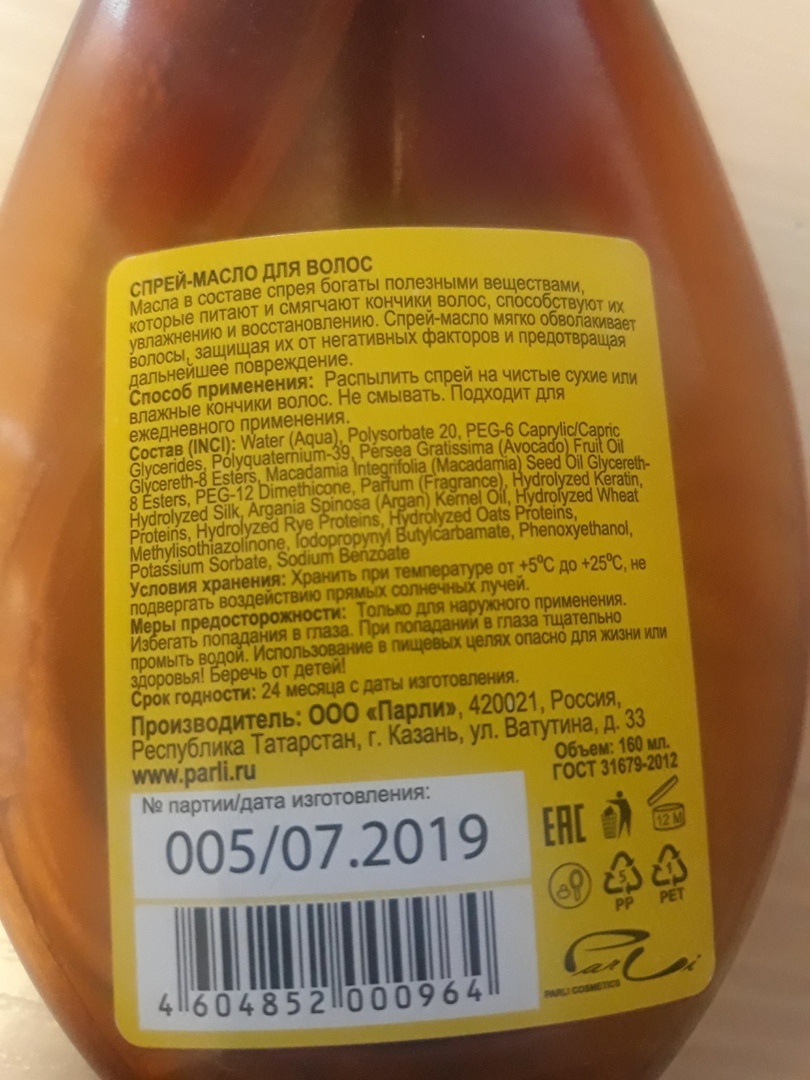 СПРЕЙ-МАСЛО ДЛЯ ВОЛОС
Масла в составе спрея богаты полезными веществами,
которые питают и смягчают кончики волос, способствуют их
увлажнению и восстановлению. Спрей-масло мягко обволакивает
волосы, защищая их от негативных факторов и предотвращая
дальнейшее повреждение.
Способ применения: Распылить спрей на чистые сухие или
влажные кончики волос. Не смывать. Подходит для
ежедневного применения.
Состав (INCI): Water (Aqua), Polysorbate 20, PEG-6 Caprylic/Capric
Glycerides, Polyquaternium-39, Persea Gratissima (Avocado) Fruit Oil
Glycereth-8 Esters, Macadamia Integrifolia (Macadamia) Seed Oil Glycereth-
8 Esters, PEG-12 Dimethicone, Parfum (Fragrance), Hydrolyzed Keratin,
Hydrolyzed Silk, Argania Spinosa (Argan) Kernel Oil, Hydrolyzed Wheat
Proteins, Hydrolyzed Rye Proteins, Hydrolyzed Oats Proteins,
Methylisothiazolinone, Iodopropynyl Butylcarbamate, Phenoxyethanol,
Potassium Sorbate, Sodium Benzoate
Условия хранения: Хранить при температуре от +5ºС до +25ºС, не
подвергать воздействию прямых солнечных лучей.
Меры предосторожности: Только для наружного применения.
Избегать попадания в глаза. При попадании в глаза тщательно
промыть водой. Использование в пищевых целях опасно для жизни или
здоровья! Беречь от детей!
Срок годности: 24 месяца с даты изготовления.
Производитель: ООО «Парли», 420021, Россия,
Республика Татарстан, г. Казань, ул. Ватутина, д. 33
www.parli.ru
Объем: 160 мл.
ГОСТ 31679-2012
№ партии/дата изготовления:
005/07.2019
EAC
12 M
5
PP
1
PET
4 604852 000964
Parli
PARLI COSMETICS